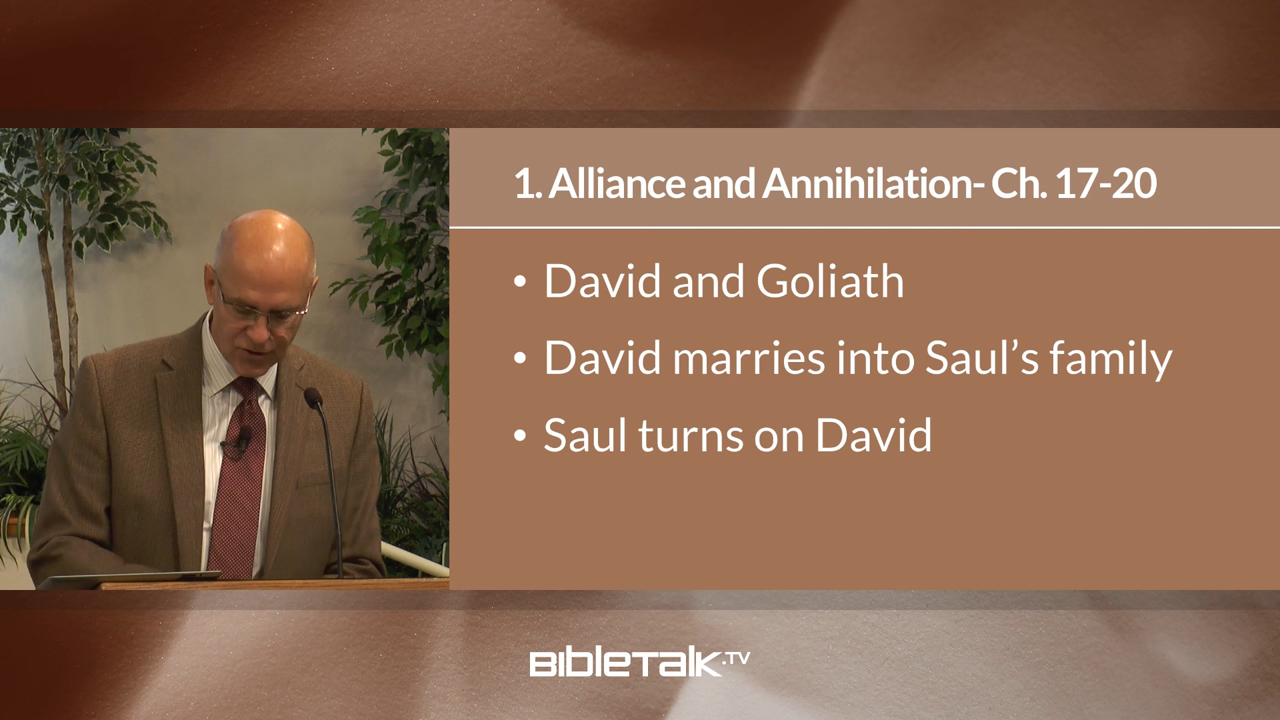 1. Alliance and Annihilation- Ch. 17-20
• David and Goliath
• David marries into Saul’s family
• Saul turns on David
BIBLETALK.TV